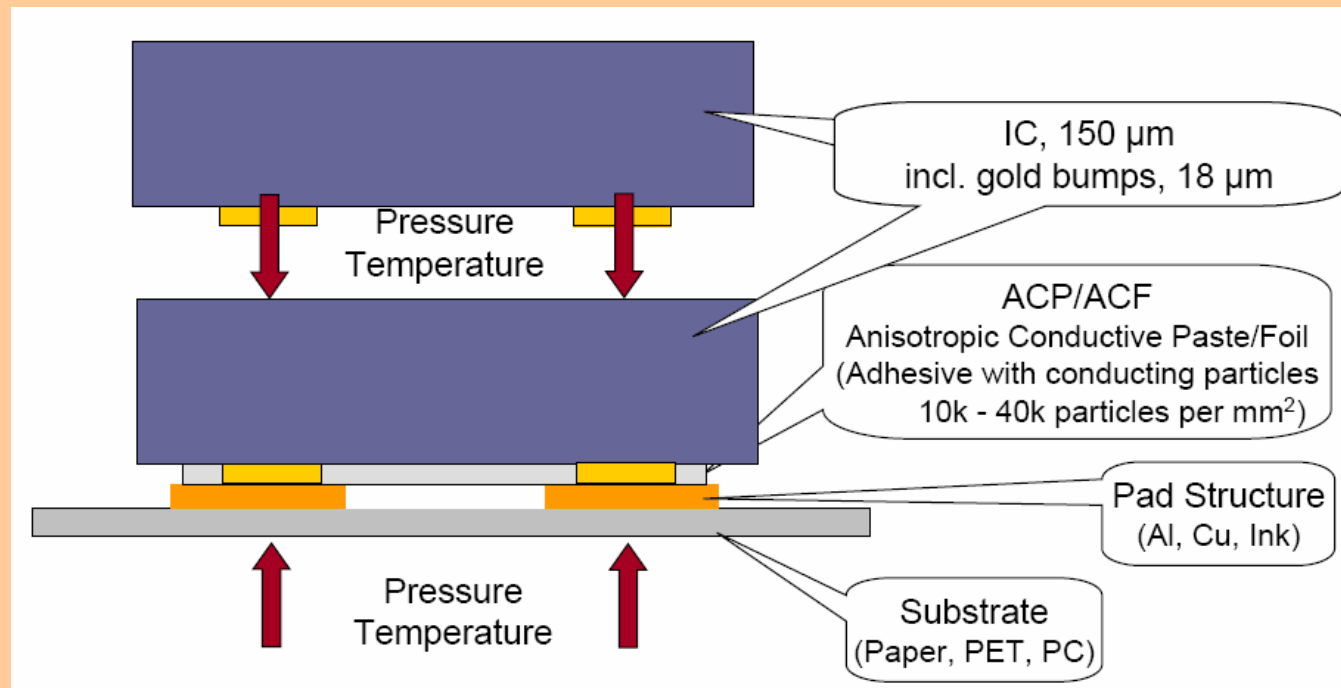 IC, 150 µm
incl. gold bumps, 18 µm
Pressure
Temperature
ACP/ACF
Anisotropic Conductive Paste/Foil
(Adhesive with conducting particles
10k - 40k particles per mm²)
Pad Structure
(Al, Cu, Ink)
Pressure
Temperature
Substrate
(Paper, PET, PC)